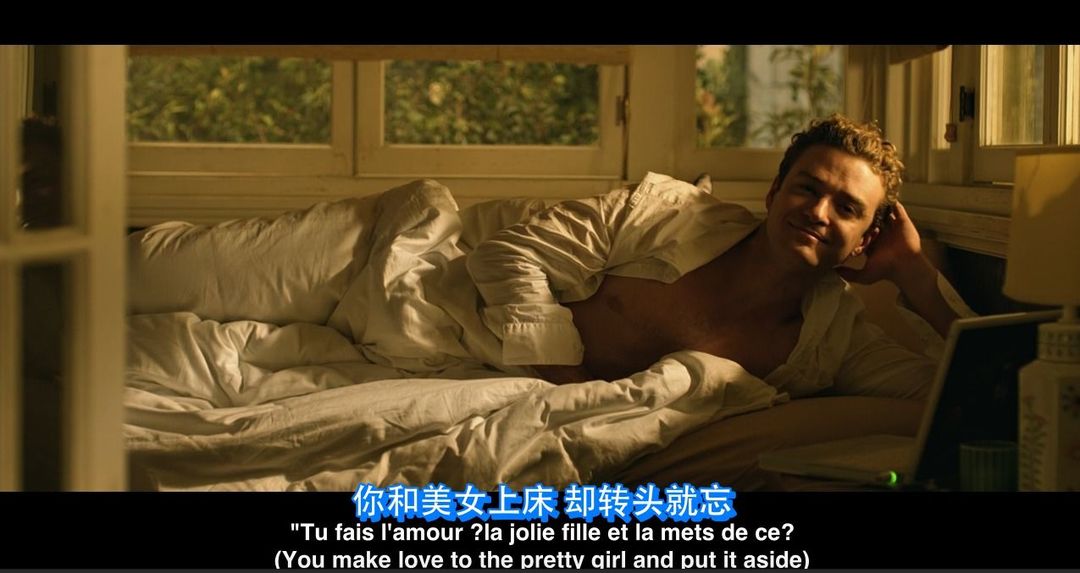 你和美女上床 却转头就忘
"Tu fais l'amour ?la jolie fille et la mets de ce?
(You make love to the pretty girl and put it aside)